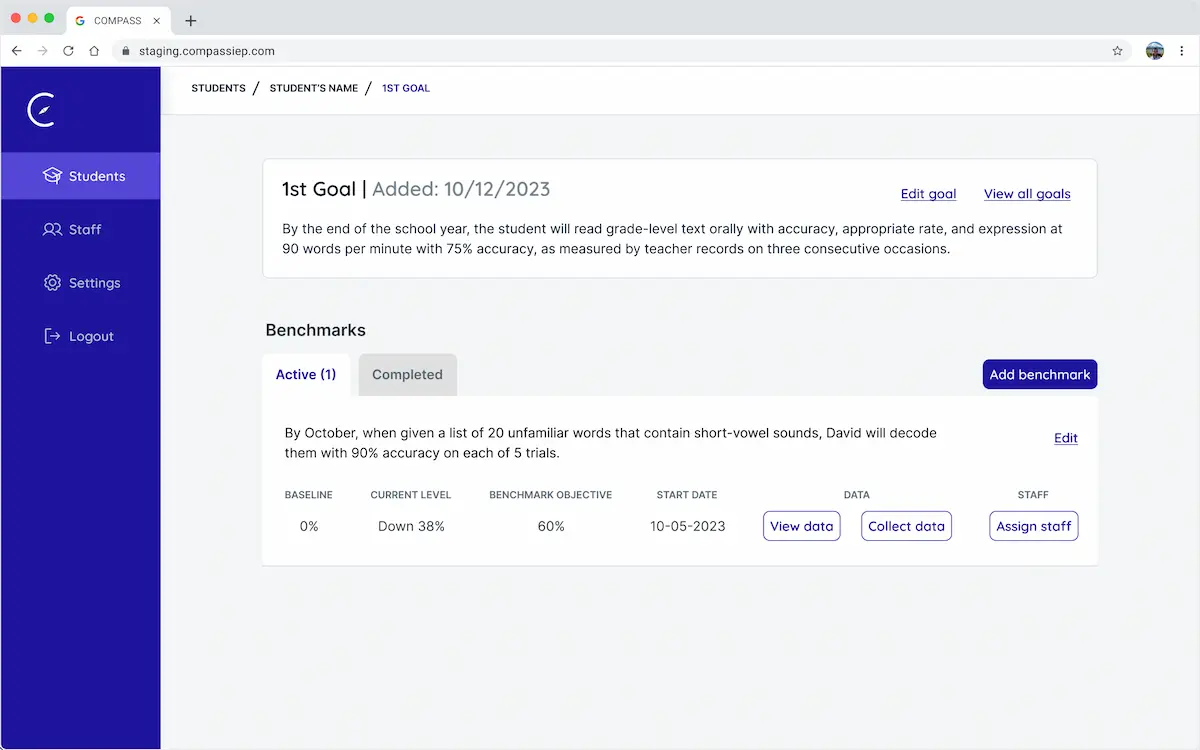 COMPASS
staging.compassiep.com
STUDENTS / STUDENT'S NAME / 1ST GOAL
Students
Staff
Settings
Logout
1st Goal | Added: 10/12/2023
Edit goal
View all goals
By the end of the school year, the student will read grade-level text orally with accuracy, appropriate rate, and expression at
90 words per minute with 75% accuracy, as measured by teacher records on three consecutive occasions.
Benchmarks
Active (1)
Completed
Add benchmark
By October, when given a list of 20 unfamiliar words that contain short-vowel sounds, David will decode
them with 90% accuracy on each of 5 trials.
Edit
BASELINE CURRENT LEVEL BENCHMARK OBJECTIVE START DATE DATA STAFF
0% Down 38% 60% 10-05-2023 View data Collect data Assign staff